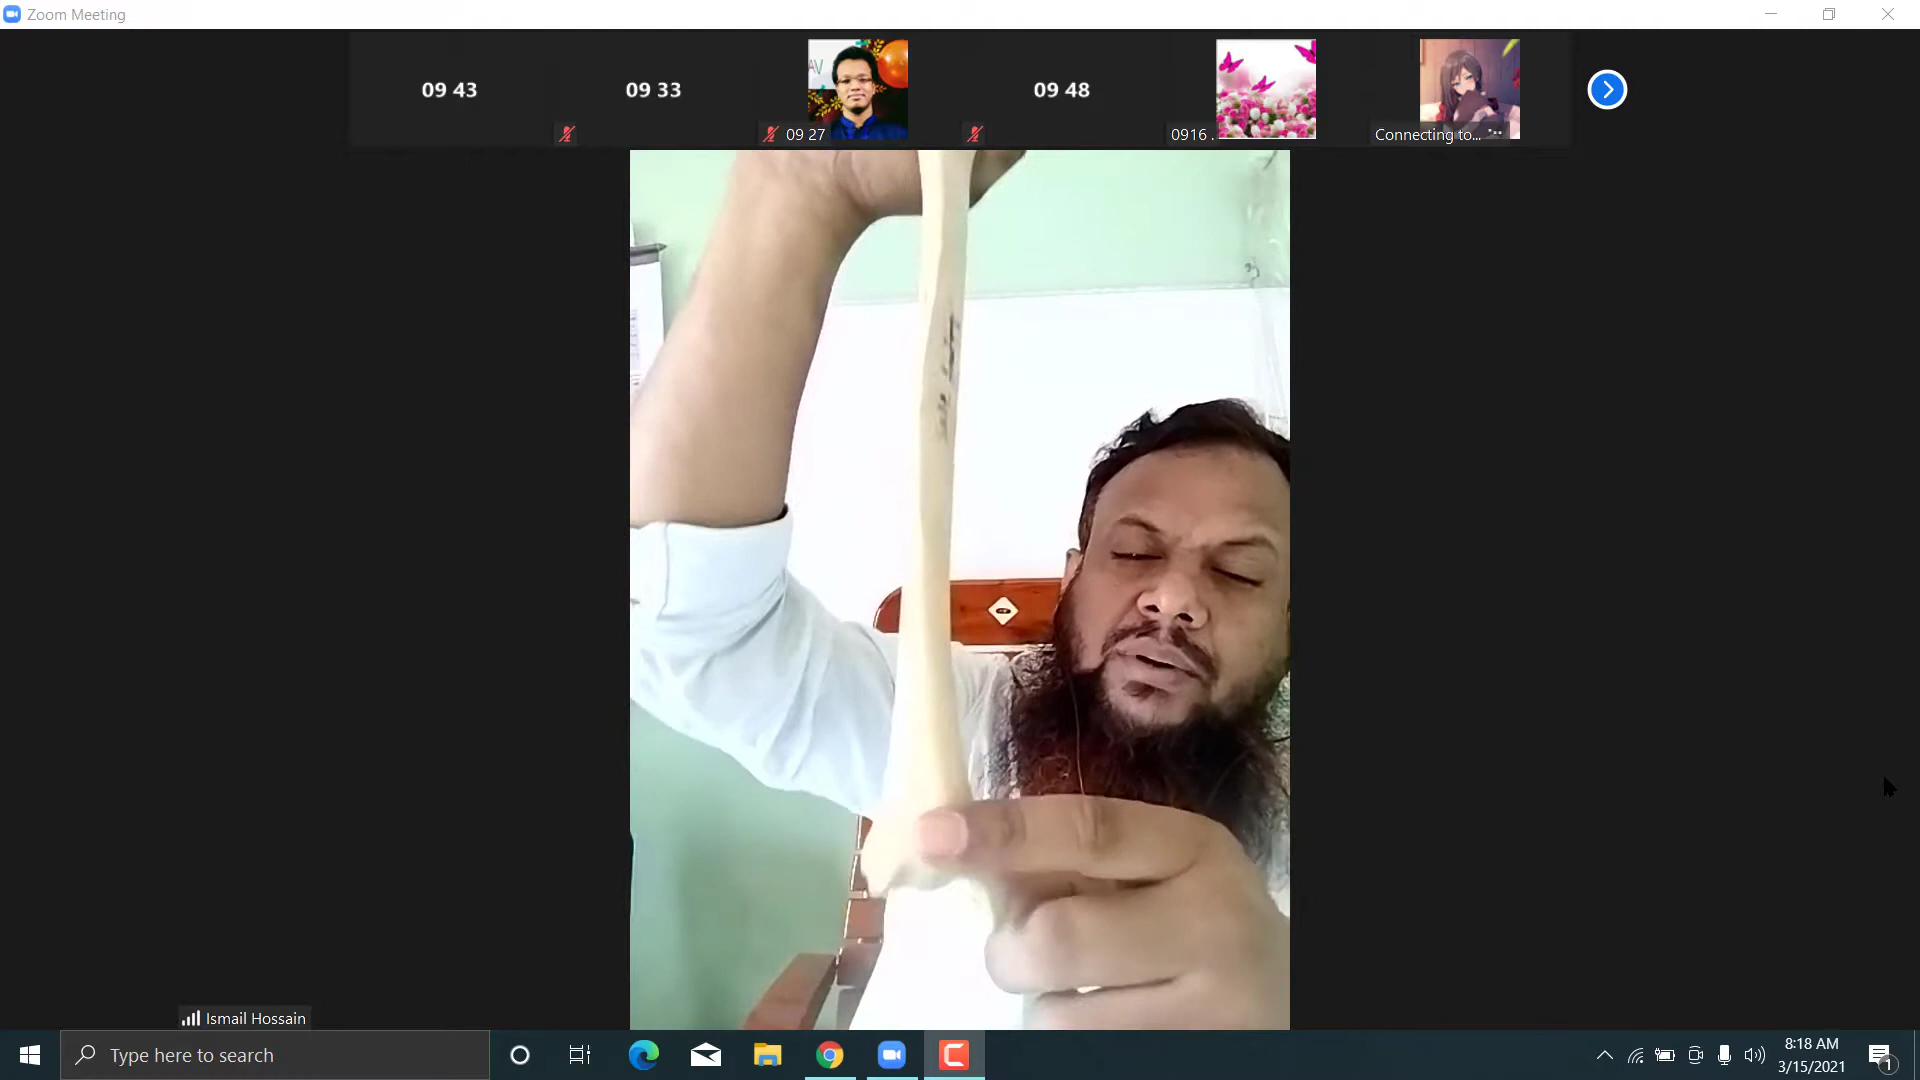 Zoom Meeting
09 43
09 33
09 27
09 48
0916 .
Connecting to...
Ismail Hossain
Type here to search
8:18 AM
3/15/2021
1